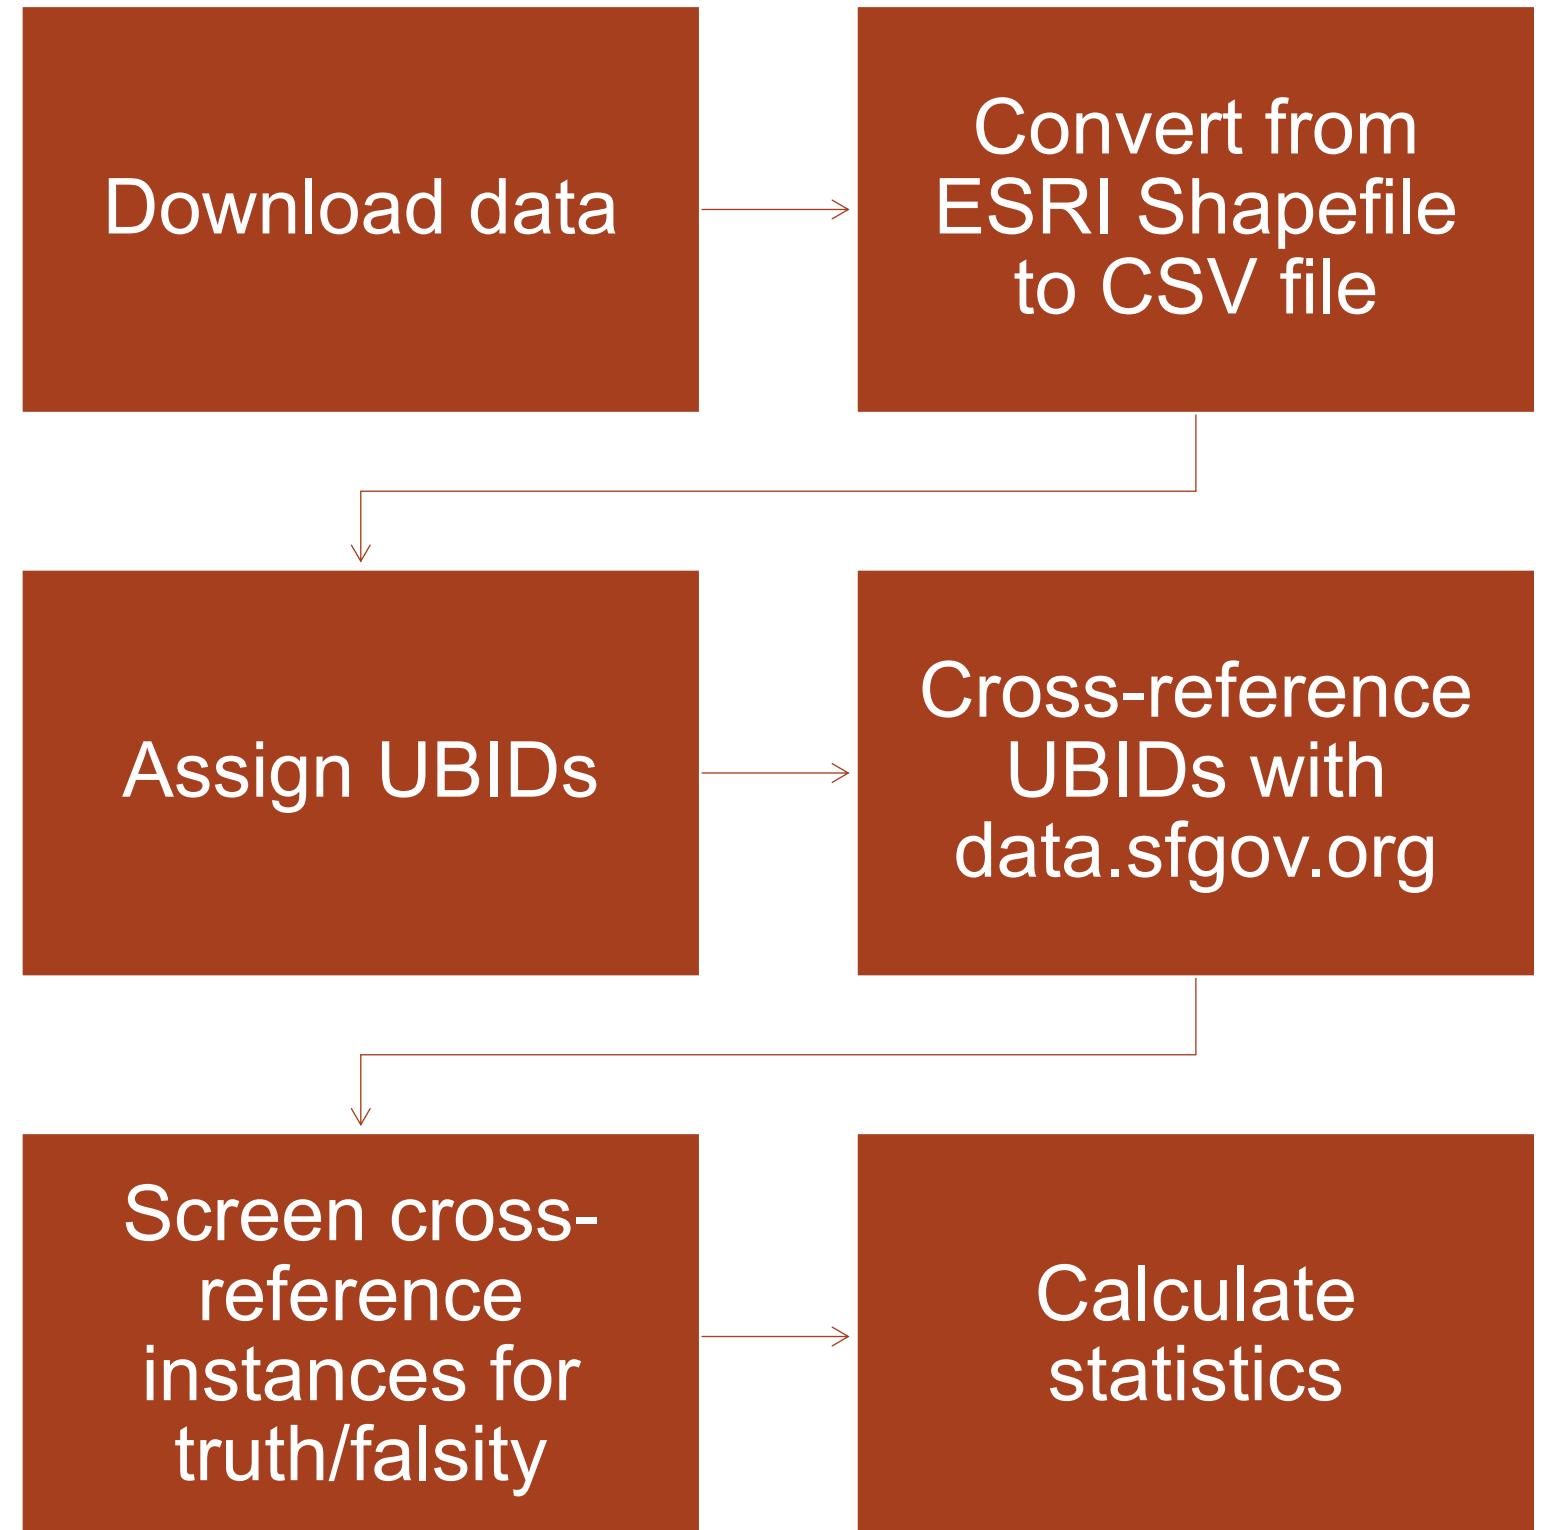 Download data
Convert from
ESRI Shapefile
to CSV file
Assign UBIDs
Cross-reference
UBIDs with
data.sfgov.org
Screen cross-
reference
instances for
truth/falsity
Calculate
statistics